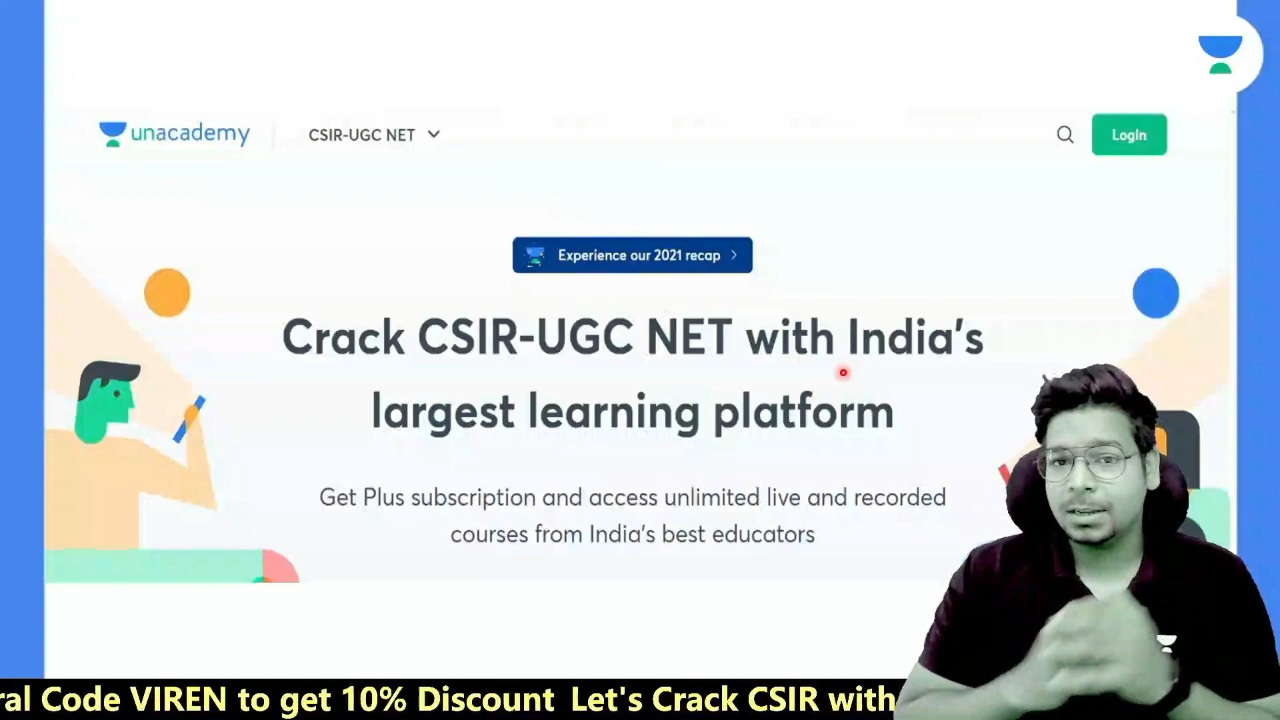 unacademy
CSIR-UGC NET
LogIn
Experience our 2021 recap
Crack CSIR-UGC NET with India's
largest learning platform
Get Plus subscription and access unlimited live and recorded
courses from India's best educators
ral Code VIREN to get 10% Discount Let's Crack CSIR with